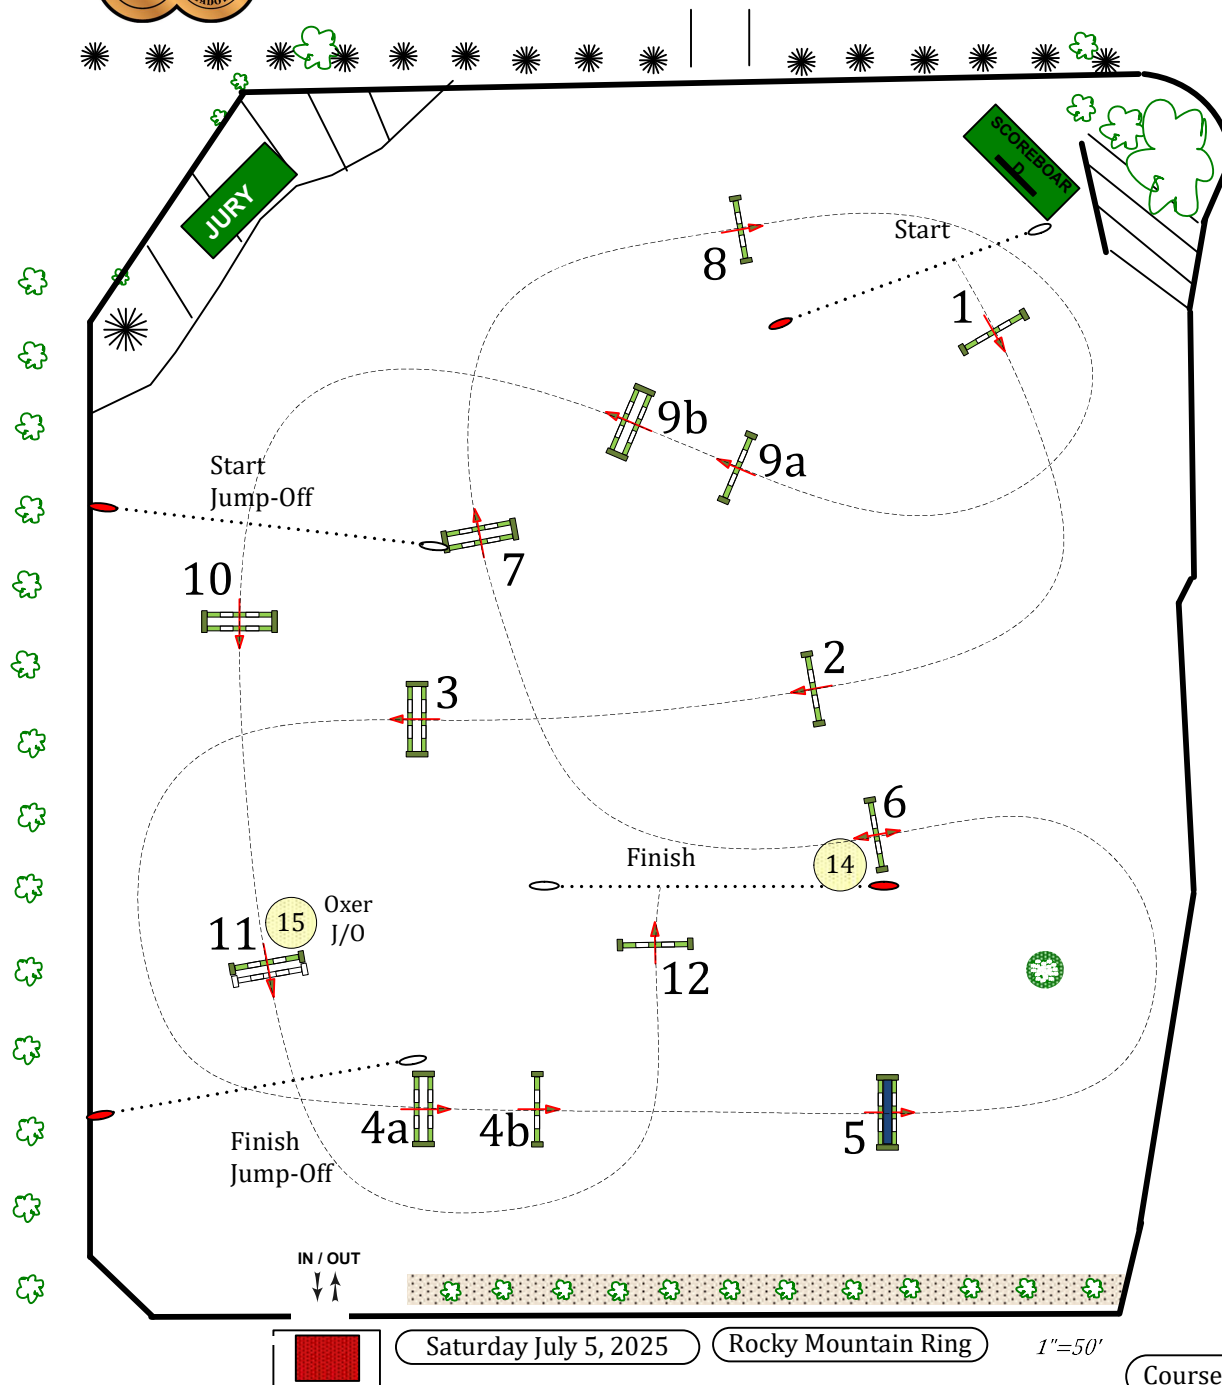 JURY
SCOREBOAR
D
8
Start
1
9b
9a
Start
Jump-Off
7
10
2
3
6
Finish
14
11
15
Oxer
J/O
12
4a
4b
5
Finish
Jump-Off
IN / OUT
Saturday July 5, 2025
Rocky Mountain Ring
1"=50'
Course